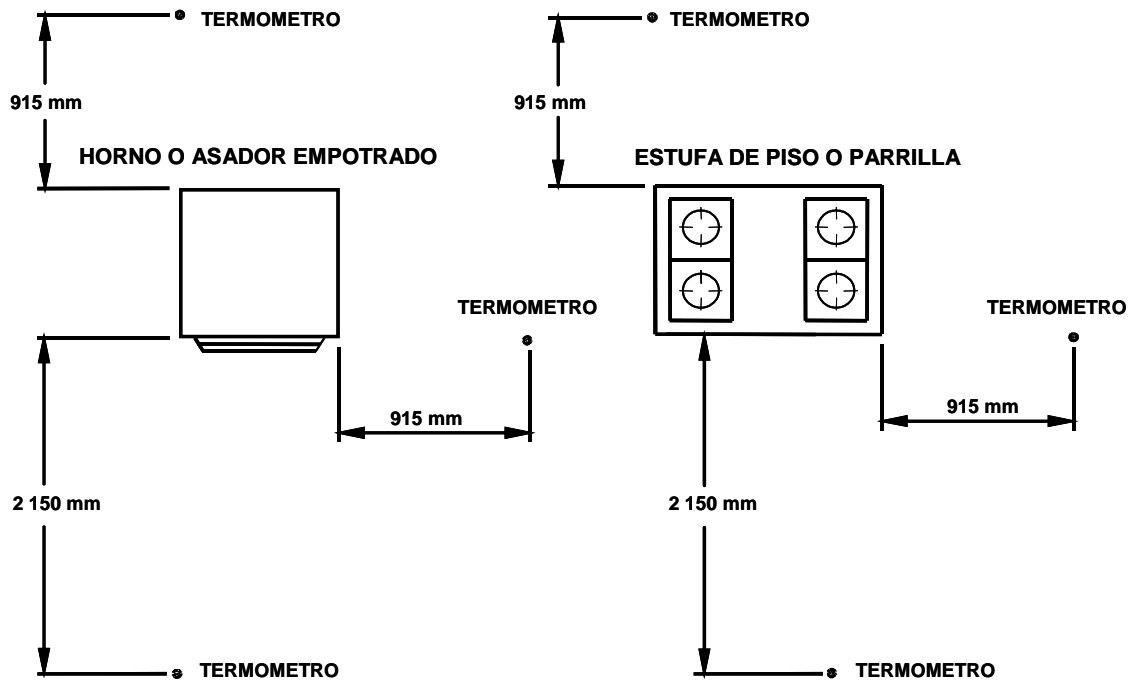 TERMOMETRO
TERMOMETRO
915 mm
915 mm
HORNO O ASADOR EMPOTRADO
ESTUFA DE PISO O PARRILLA
TERMOMETRO
TERMOMETRO
915 mm
915 mm
2 150 mm
2 150 mm
TERMOMETRO
TERMOMETRO